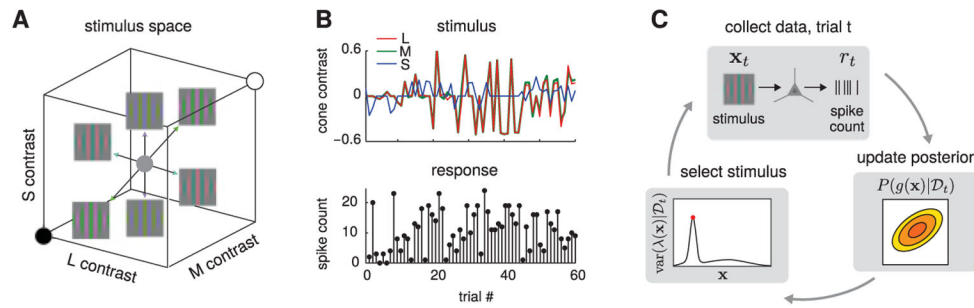 A
stimulus space
S contrast
L contrast
M contrast
B
stimulus
L
M
S
cone contrast
0.6
0
-0.6
response
spike count
20
10
0
0
20
40
60
trial #
C
collect data, trial t
x_t
r_t
stimulus
spike
count
update posterior
P(g(x)|D_t)
select stimulus
var(λ(x)|D_t)
x